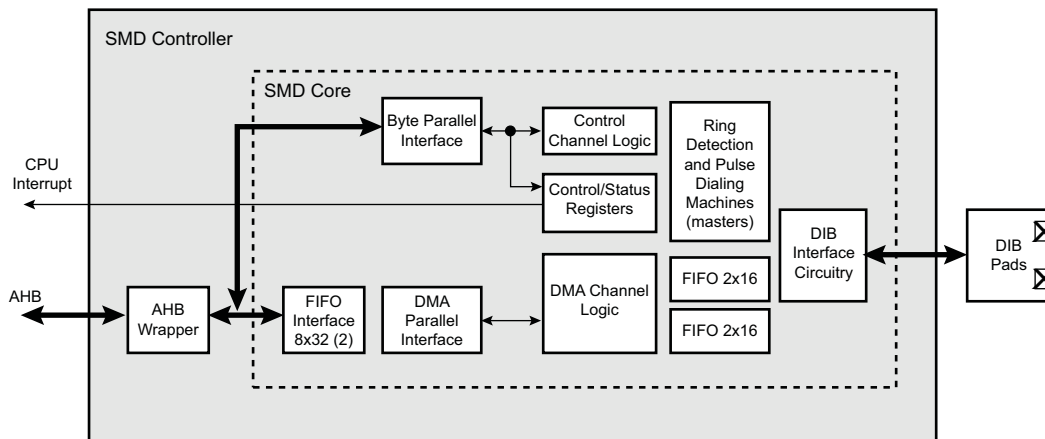 SMD Controller
SMD Core
Byte Parallel
Interface
Control
Channel Logic
Ring
Detection
and Pulse
Dialing
Machines
(masters)
CPU
Interrupt
Control/Status
Registers
DIB
Interface
Circuitry
DIB
Pads
AHB
AHB
Wrapper
FIFO
Interface
8x32 (2)
DMA
Parallel
Interface
DMA Channel
Logic
FIFO 2x16
FIFO 2x16